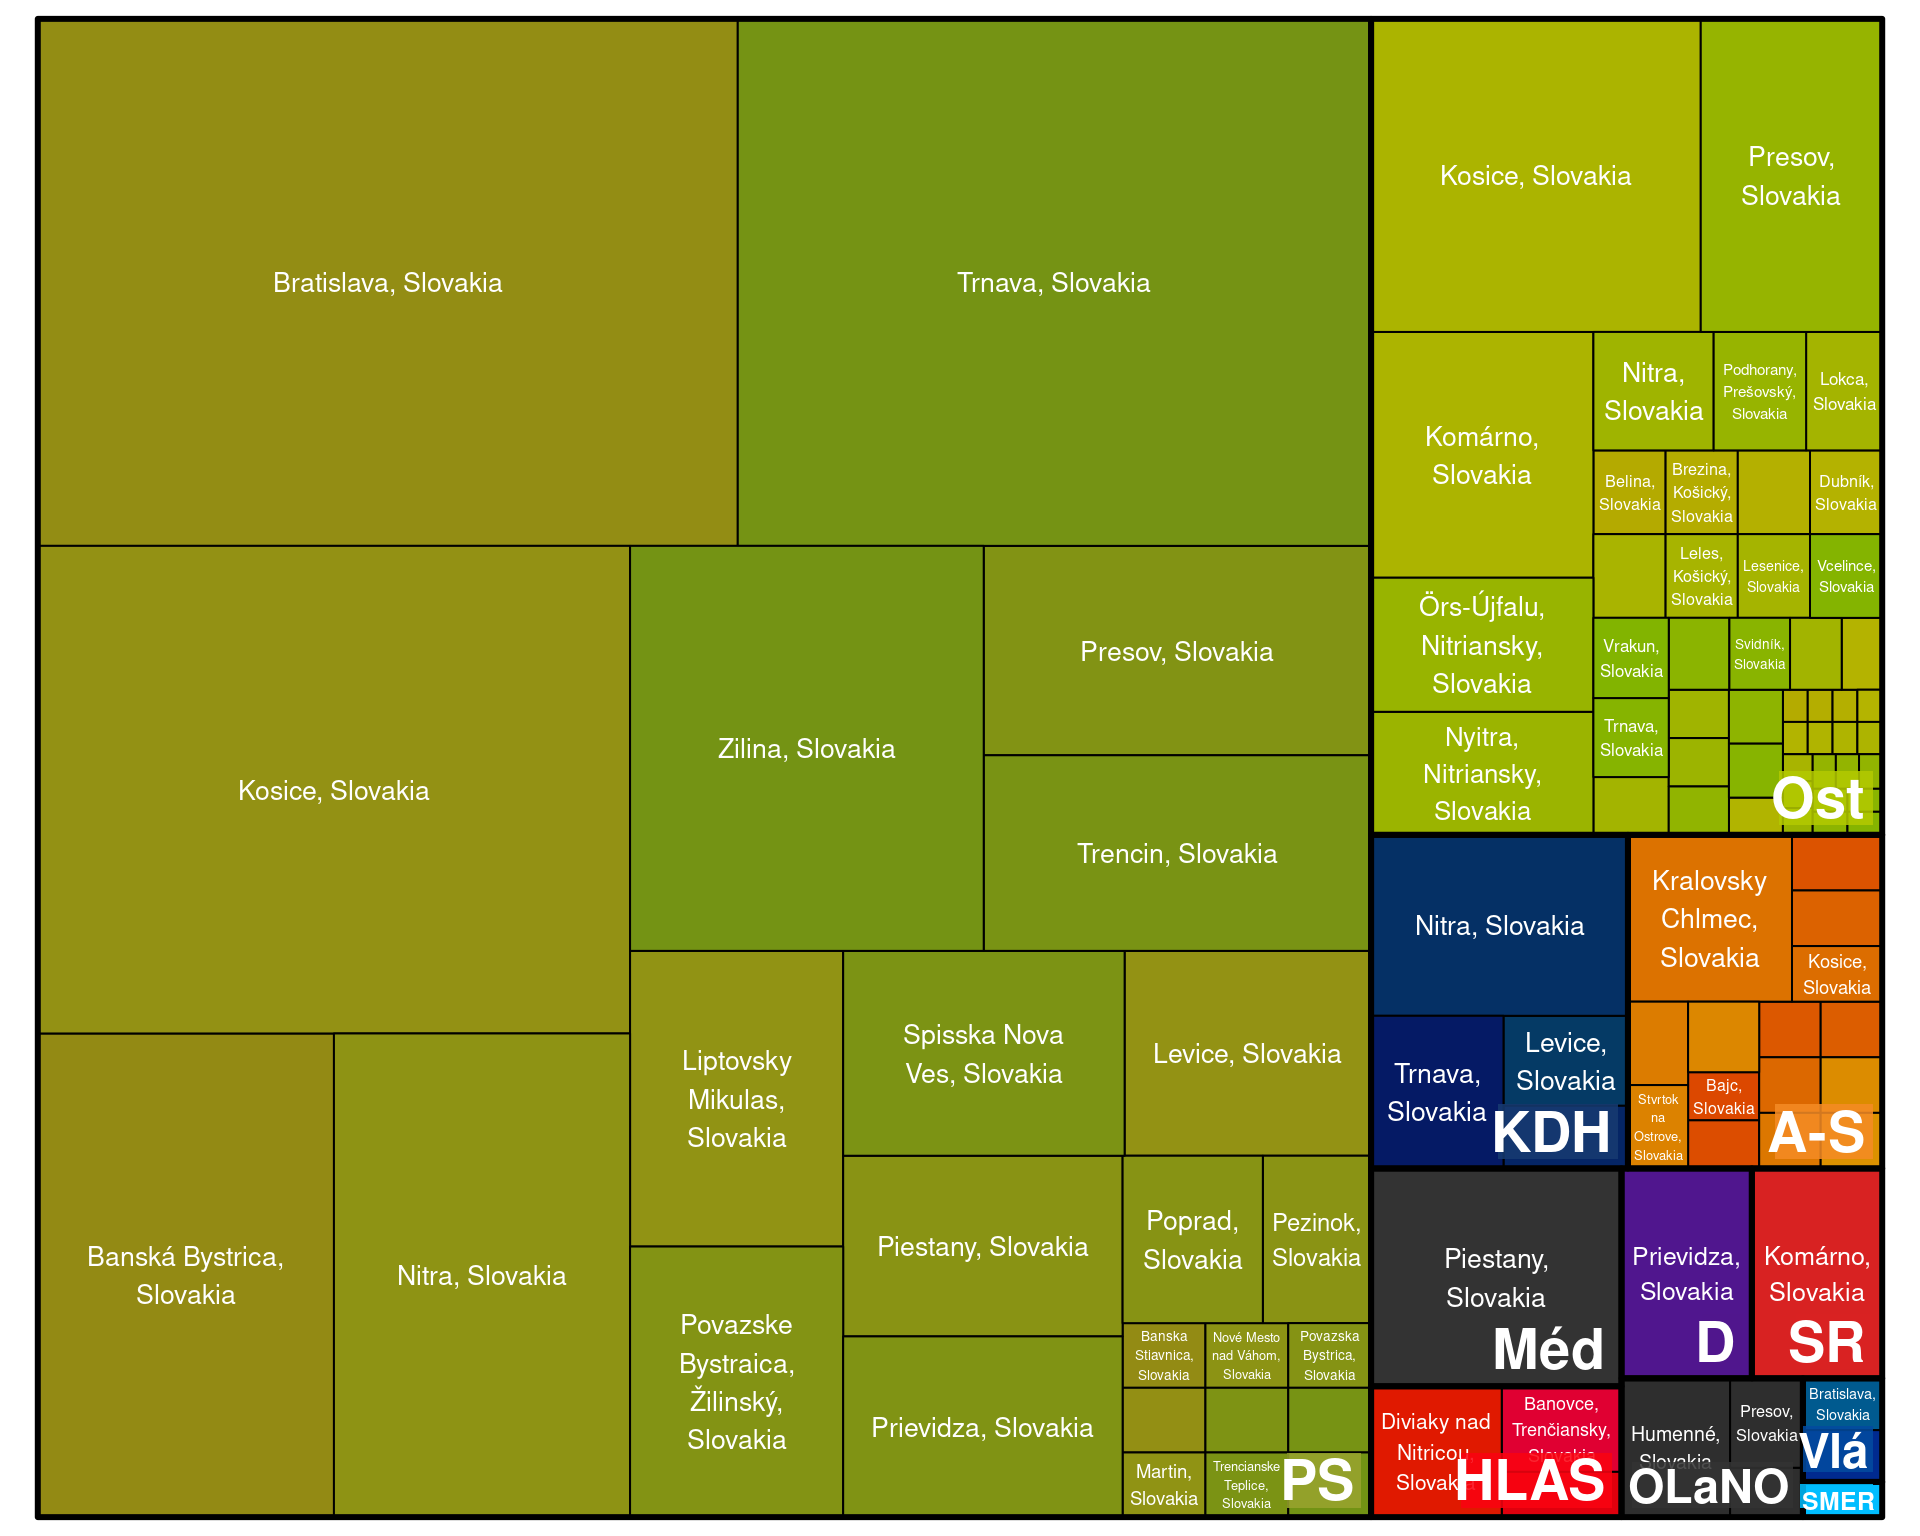 Bratislava, Slovakia
Trnava, Slovakia
Kosice, Slovakia
Zilina, Slovakia
Presov, Slovakia
Trencin, Slovakia
Banská Bystrica,
Slovakia
Nitra, Slovakia
Liptovsky
Mikulas,
Slovakia
Povazske
Bystraica,
Žilinský,
Slovakia
Spisska Nova
Ves, Slovakia
Levice, Slovakia
Piestany, Slovakia
Prievidza, Slovakia
Poprad,
Slovakia
Pezinok,
Slovakia
Banska
Stiavnica,
Slovakia
Nové Mesto
nad Váhom,
Slovakia
Povazska
Bystrica,
Slovakia
Martin,
Slovakia
Trencianske
Teplice,
Slovakia
PS
Kosice, Slovakia
Presov,
Slovakia
Komárno,
Slovakia
Örs-Újfalu,
Nitriansky,
Slovakia
Nyitra,
Nitriansky,
Slovakia
Nitra,
Slovakia
Podhorany,
Prešovský,
Slovakia
Lokca,
Slovakia
Belina,
Slovakia
Brezina,
Košický,
Slovakia
Dubník,
Slovakia
Leles,
Košický,
Slovakia
Lesenice,
Slovakia
Vcelince,
Slovakia
Vrakun,
Slovakia
Svidník,
Slovakia
Trnava,
Slovakia
Ost
Nitra, Slovakia
Trnava,
Slovakia
Levice,
Slovakia
KDH
Kralovsky
Chlmec,
Slovakia
Kosice,
Slovakia
Stvrtok
na
Ostrove,
Slovakia
Bajc,
Slovakia
A-S
Piestany,
Slovakia
Méd
Prievidza,
Slovakia
D
Komárno,
Slovakia
SR
Diviaky nad
Nitricou,
Slovakia
Banovce,
Trenčiansky,
Slovakia
HLAS
Humenné,
Slovakia
Presov,
Slovakia
OLaNO
Bratislava,
Slovakia
Vlá
SMER